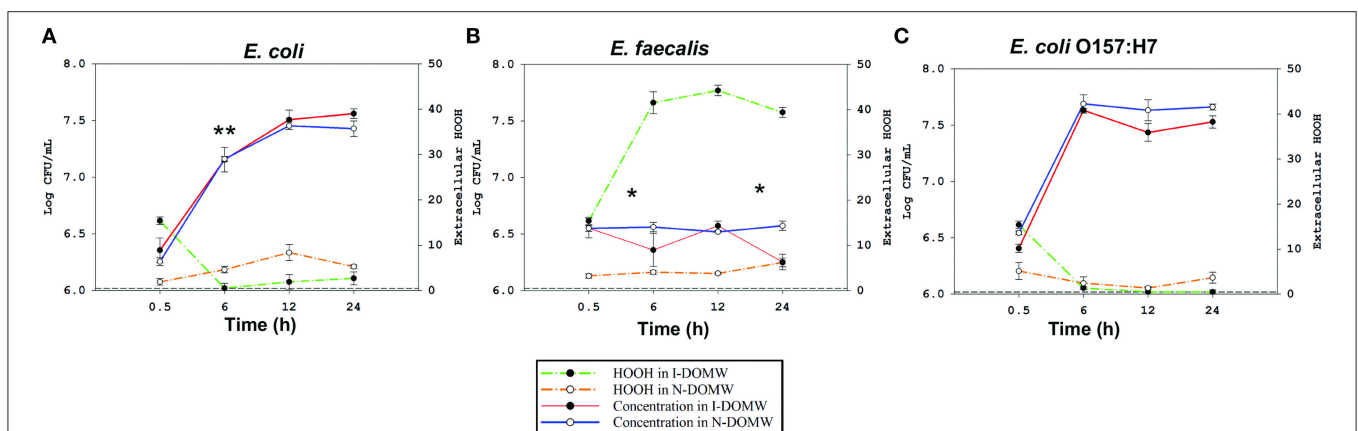 A
E. coli
8.0
7.5
7.0
6.5
6.0
Log CFU/mL
50
40
30
20
10
0
Extracellular HOOH
**
0.5
6
12
24
Time (h)
B
E. faecalis
8.0
7.5
7.0
6.5
6.0
Log CFU/mL
50
40
30
20
10
0
Extracellular HOOH
*
*
0.5
6
12
24
Time (h)
C
E. coli O157:H7
8.0
7.5
7.0
6.5
6.0
Log CFU/mL
50
40
30
20
10
0
Extracellular HOOH
0.5
6
12
24
Time (h)
HOOH in I-DOMW
HOOH in N-DOMW
Concentration in I-DOMW
Concentration in N-DOMW